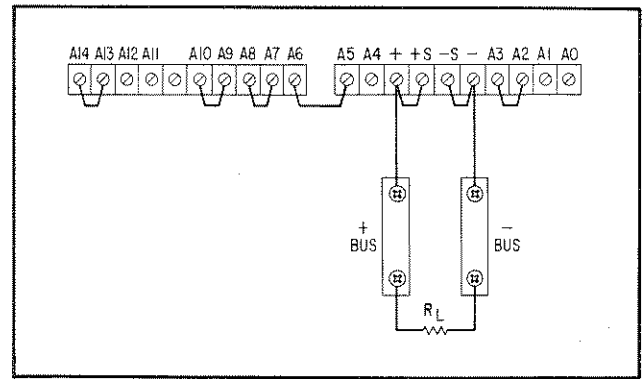 A14 A13 A12 A11 A10 A9 A8 A7 A6 A5 A4 + +S -S - A3 A2 A1 A0
+ BUS
- BUS
RL